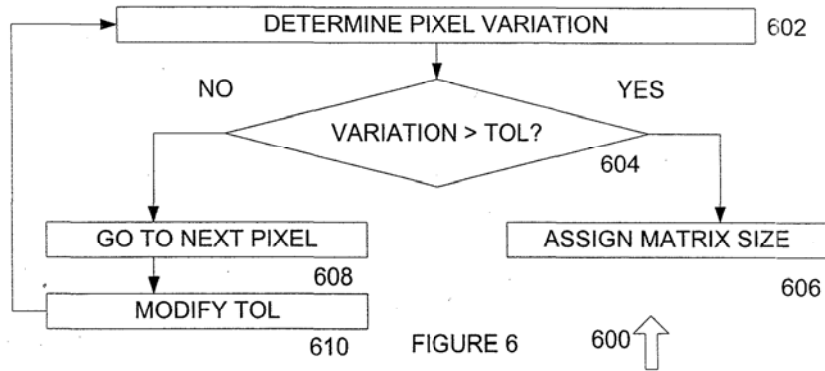 DETERMINE PIXEL VARIATION
602
NO
YES
VARIATION > TOL?
604
GO TO NEXT PIXEL
608
ASSIGN MATRIX SIZE
606
MODIFY TOL
610
FIGURE 6
600